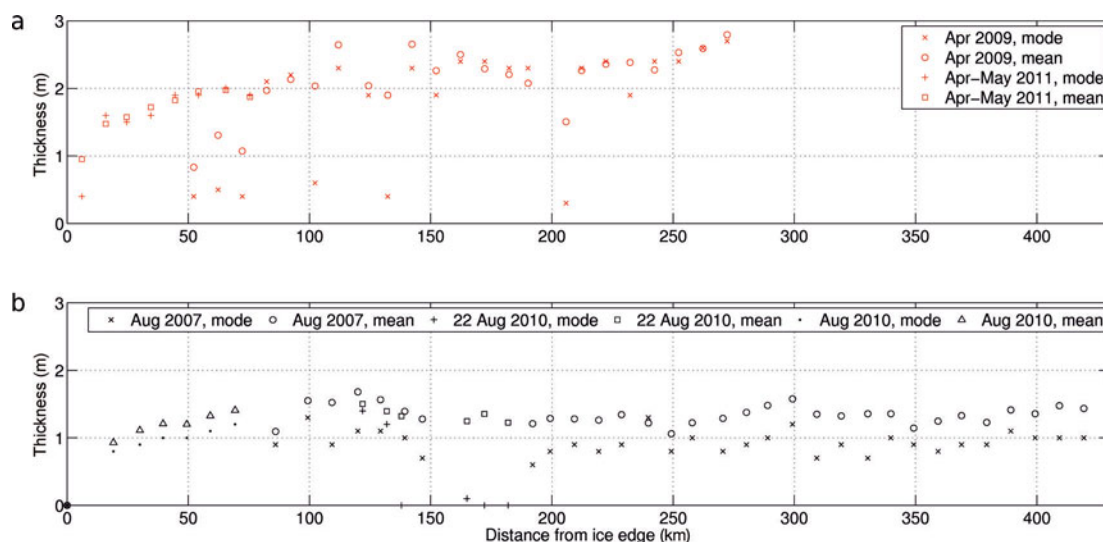 a
3
2
1
0
Thickness (m)
× Apr 2009, mode
○ Apr 2009, mean
+ Apr−May 2011, mode
□ Apr−May 2011, mean
0 50 100 150 200 250 300 350 400
b
3
2
1
0
Thickness (m)
× Aug 2007, mode ○ Aug 2007, mean + 22 Aug 2010, mode □ 22 Aug 2010, mean · Aug 2010, mode △ Aug 2010, mean
0 50 100 150 200 250 300 350 400
Distance from ice edge (km)